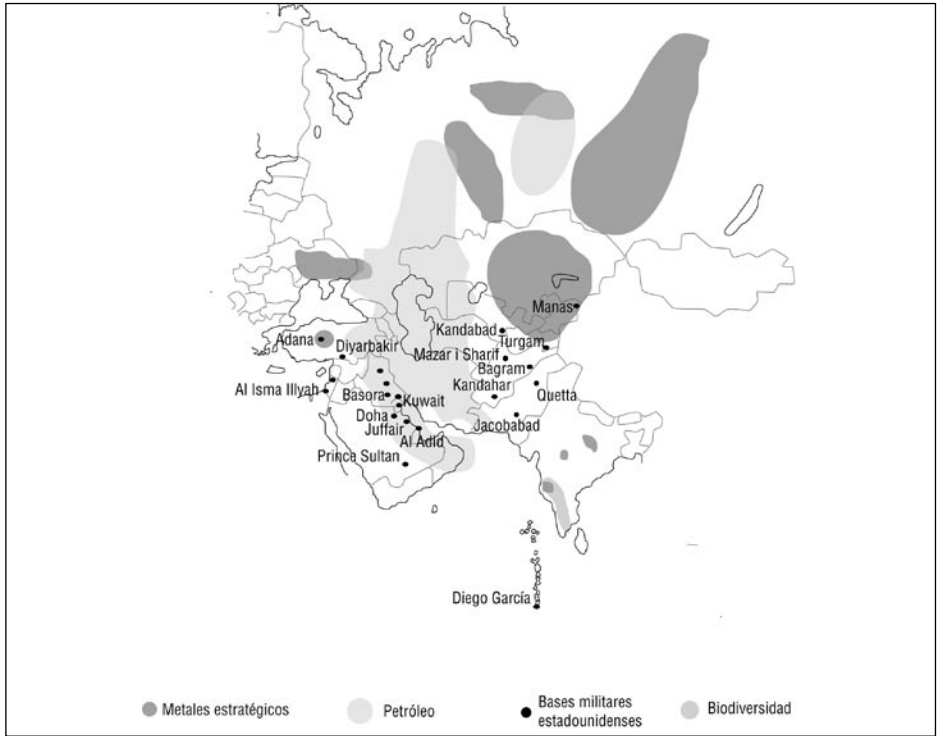 Manas
Kandabad
Turgam
Adana
Diyarbakir
Mazar i Sharif
Bagram
Kandahar
Al Isma Illyah
Basora
Kuwait
Quetta
Doha
Jacobabad
Juffair
Al Adid
Prince Sultan
Diego García
Metales estratégicos
Petróleo
Bases militares
estadounidenses
Biodiversidad